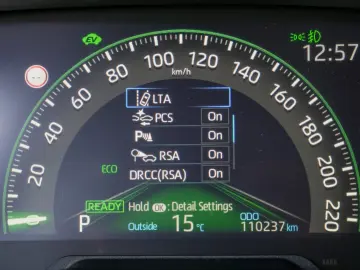 EV
12:57
0 20 40 60 80 100 120 140 160 180 200 220
km/h
LTA
PCS On
P On
RSA On
DRCC(RSA) On
ECO
READY Hold OK : Detail Settings
P Outside 15 °C ODO 110237 km